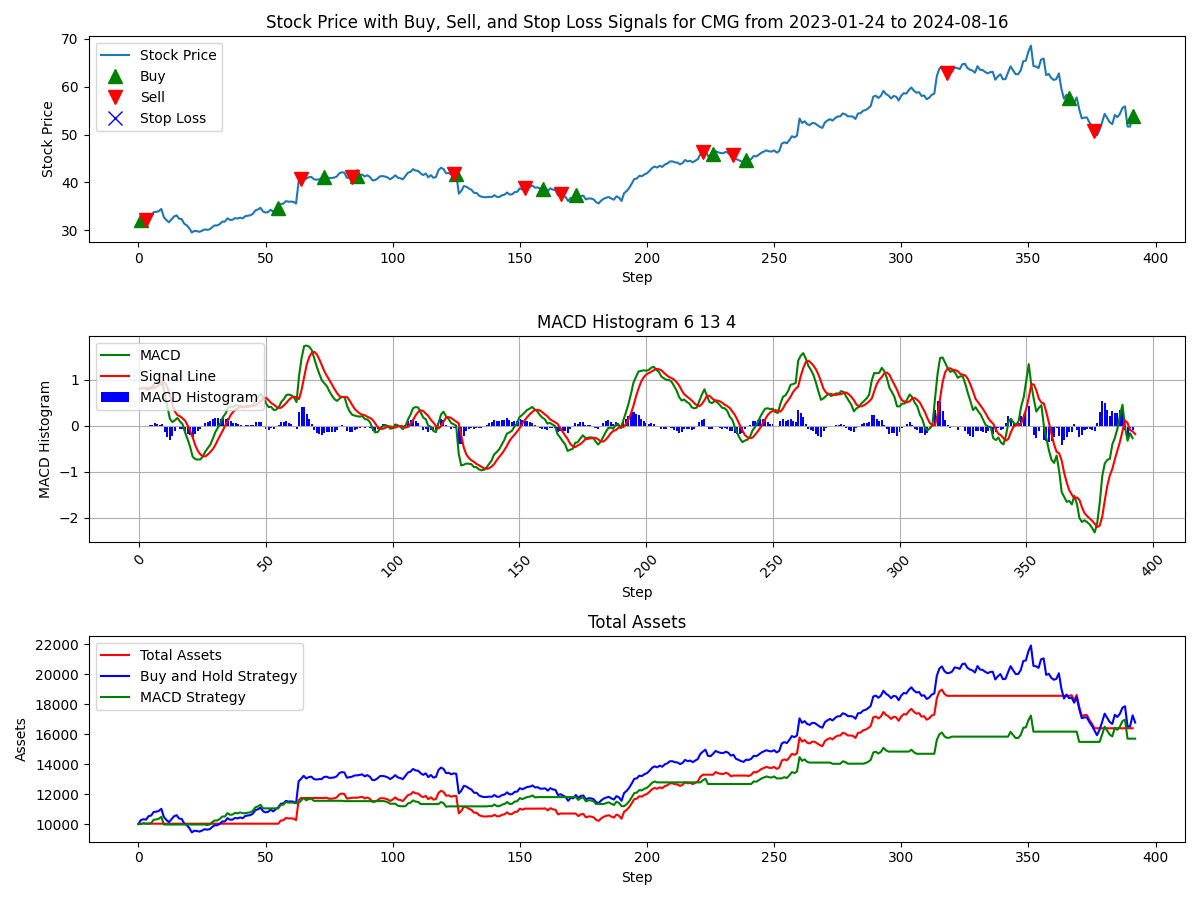 Stock Price with Buy, Sell, and Stop Loss Signals for CMG from 2023-01-24 to 2024-08-16
Stock Price
70
60
50
40
30
Stock Price
Buy
Sell
Stop Loss
0 50 100 150 200 250 300 350 400
Step
MACD Histogram 6 13 4
MACD Histogram
1
0
−1
−2
MACD
Signal Line
MACD Histogram
0 50 100 150 200 250 300 350 400
Step
Total Assets
Assets
22000
20000
18000
16000
14000
12000
10000
Total Assets
Buy and Hold Strategy
MACD Strategy
0 50 100 150 200 250 300 350 400
Step